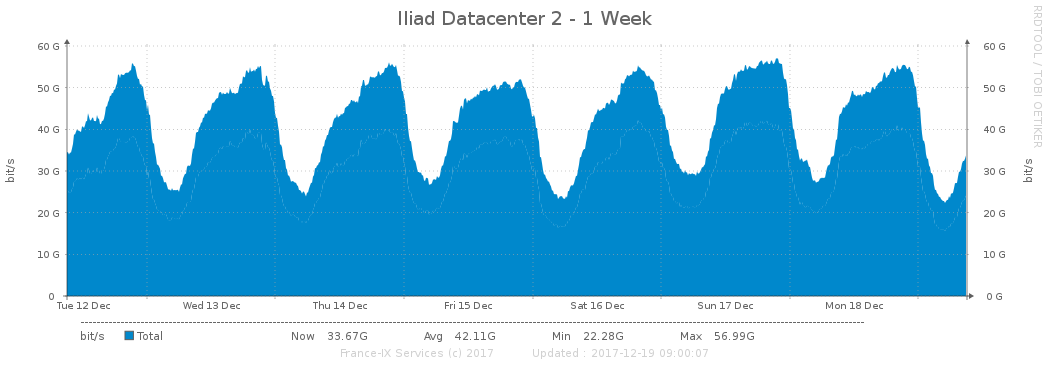 Iliad Datacenter 2 - 1 Week
RRDTOOL / TOBI OETIKER
60 G 60 G
50 G 50 G
40 G 40 G
30 G 30 G
20 G 20 G
10 G 10 G
0 0 G
bit/s bit/s
Tue 12 Dec Wed 13 Dec Thu 14 Dec Fri 15 Dec Sat 16 Dec Sun 17 Dec Mon 18 Dec
bit/s Total Now 33.67G Avg 42.11G Min 22.28G Max 56.99G
France-IX Services (c) 2017 Updated : 2017-12-19 09:00:07